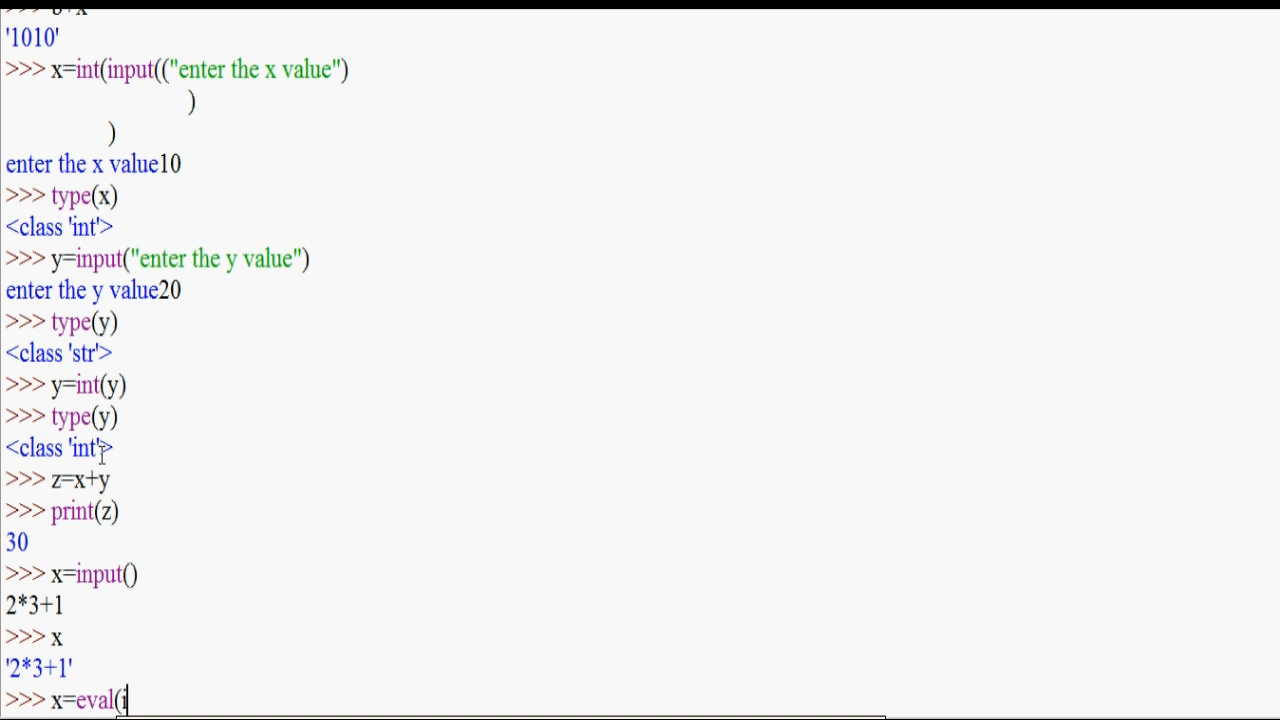 '1010'
>>> x=int(input(("enter the x value")
)
)
enter the x value10
>>> type(x)
<class 'int'>
>>> y=input("enter the y value")
enter the y value20
>>> type(y)
<class 'str'>
>>> y=int(y)
>>> type(y)
<class 'int'>
>>> z=x+y
>>> print(z)
30
>>> x=input()
2*3+1
>>> x
'2*3+1'
>>> x=eval(i